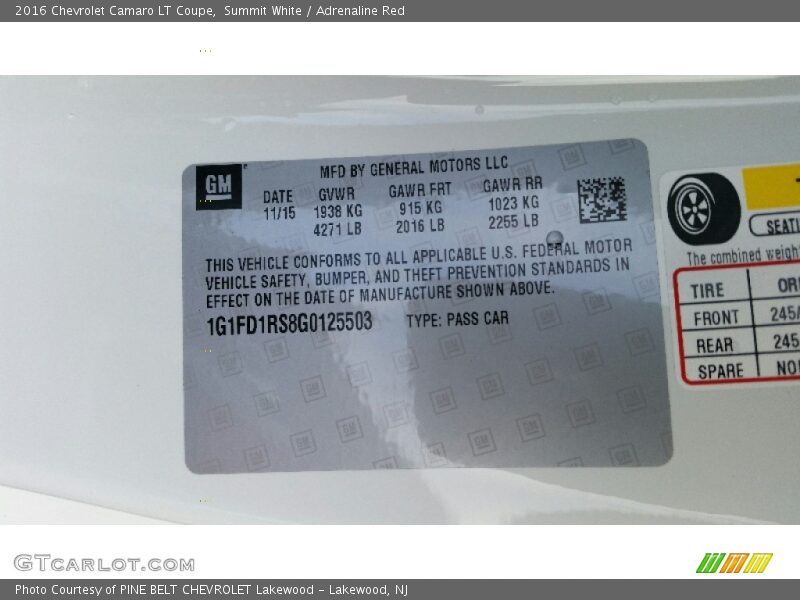 2016 Chevrolet Camaro LT Coupe,  Summit White / Adrenaline Red
GM
MFD BY GENERAL MOTORS LLC
DATE GVWR GAWR FRT GAWR RR
11/15 1938 KG 915 KG 1023 KG
4271 LB 2016 LB 2255 LB
THIS VEHICLE CONFORMS TO ALL APPLICABLE U.S. FEDERAL MOTOR
VEHICLE SAFETY, BUMPER, AND THEFT PREVENTION STANDARDS IN
EFFECT ON THE DATE OF MANUFACTURE SHOWN ABOVE.
1G1FD1RS8G0125503 TYPE: PASS CAR
The combined
TIRE
FRONT 245/
REAR 245
SPARE
GTCARLOT.COM
Photo Courtesy of PINE BELT CHEVROLET Lakewood - Lakewood, NJ